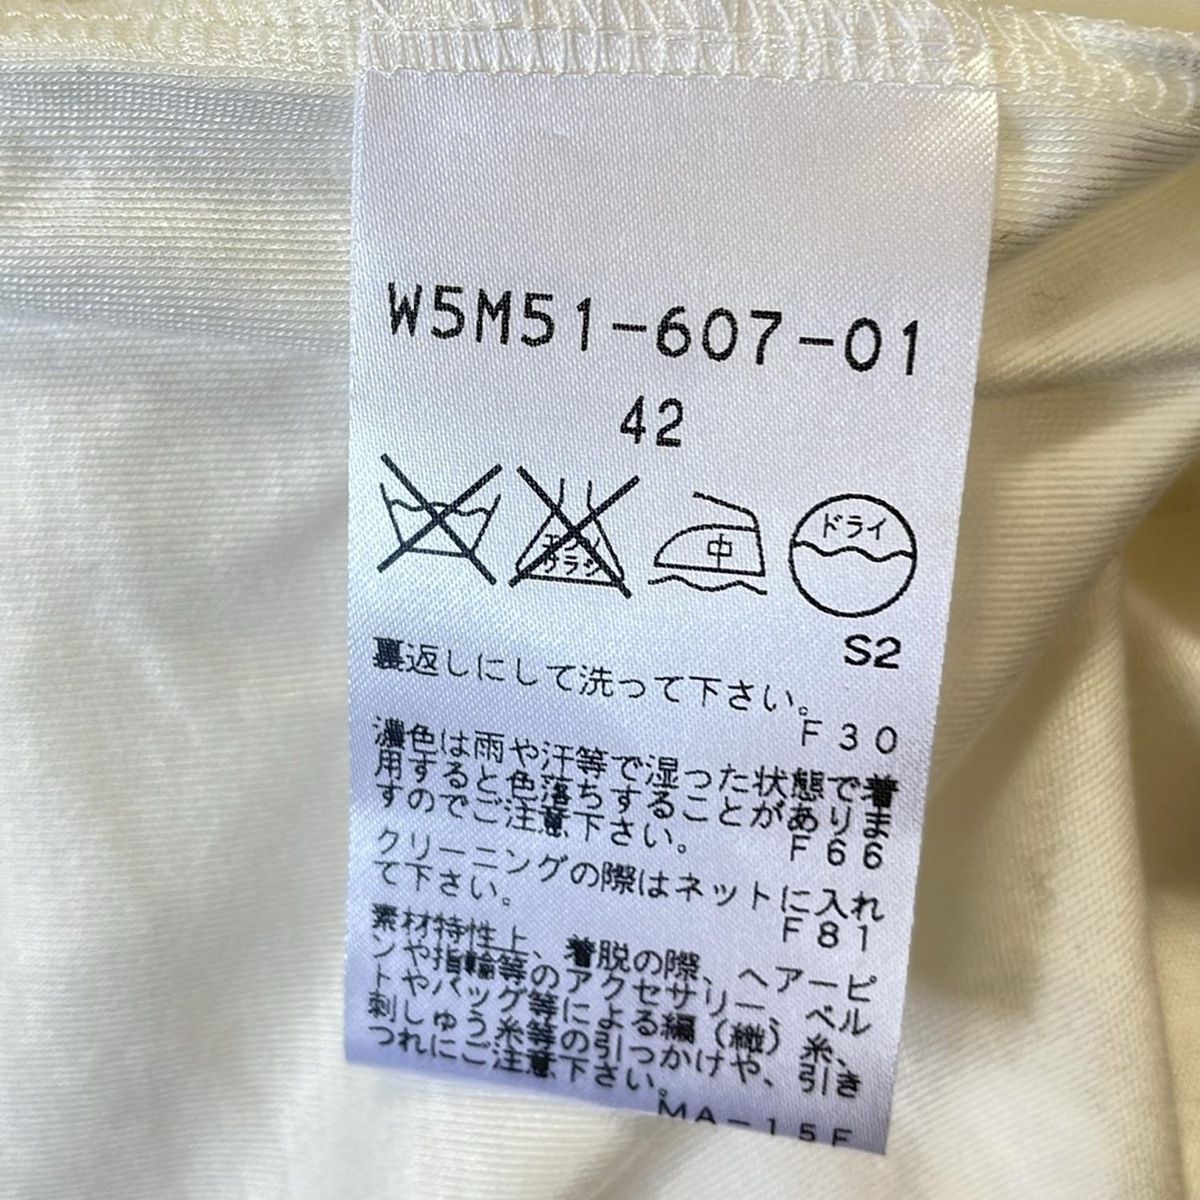 W5M51-607-01
42
エンソ
サラシ
中
ドライ
S2
裏返しにして洗って下さい。
F30
濃色は雨や汗等で湿った状態で着
用すると色落ちすることがありま
すのでご注意下さい。
F66
クリーニングの際はネットに入れ
て下さい。
F81
素材特性上、着脱の際、ヘアーピ
ンや指輪等のアクセサリー、ベル
トやバッグ等による編（織）糸、
刺しゅう糸等の引っかけや、引き
つれにご注意下さい。
MA-15F